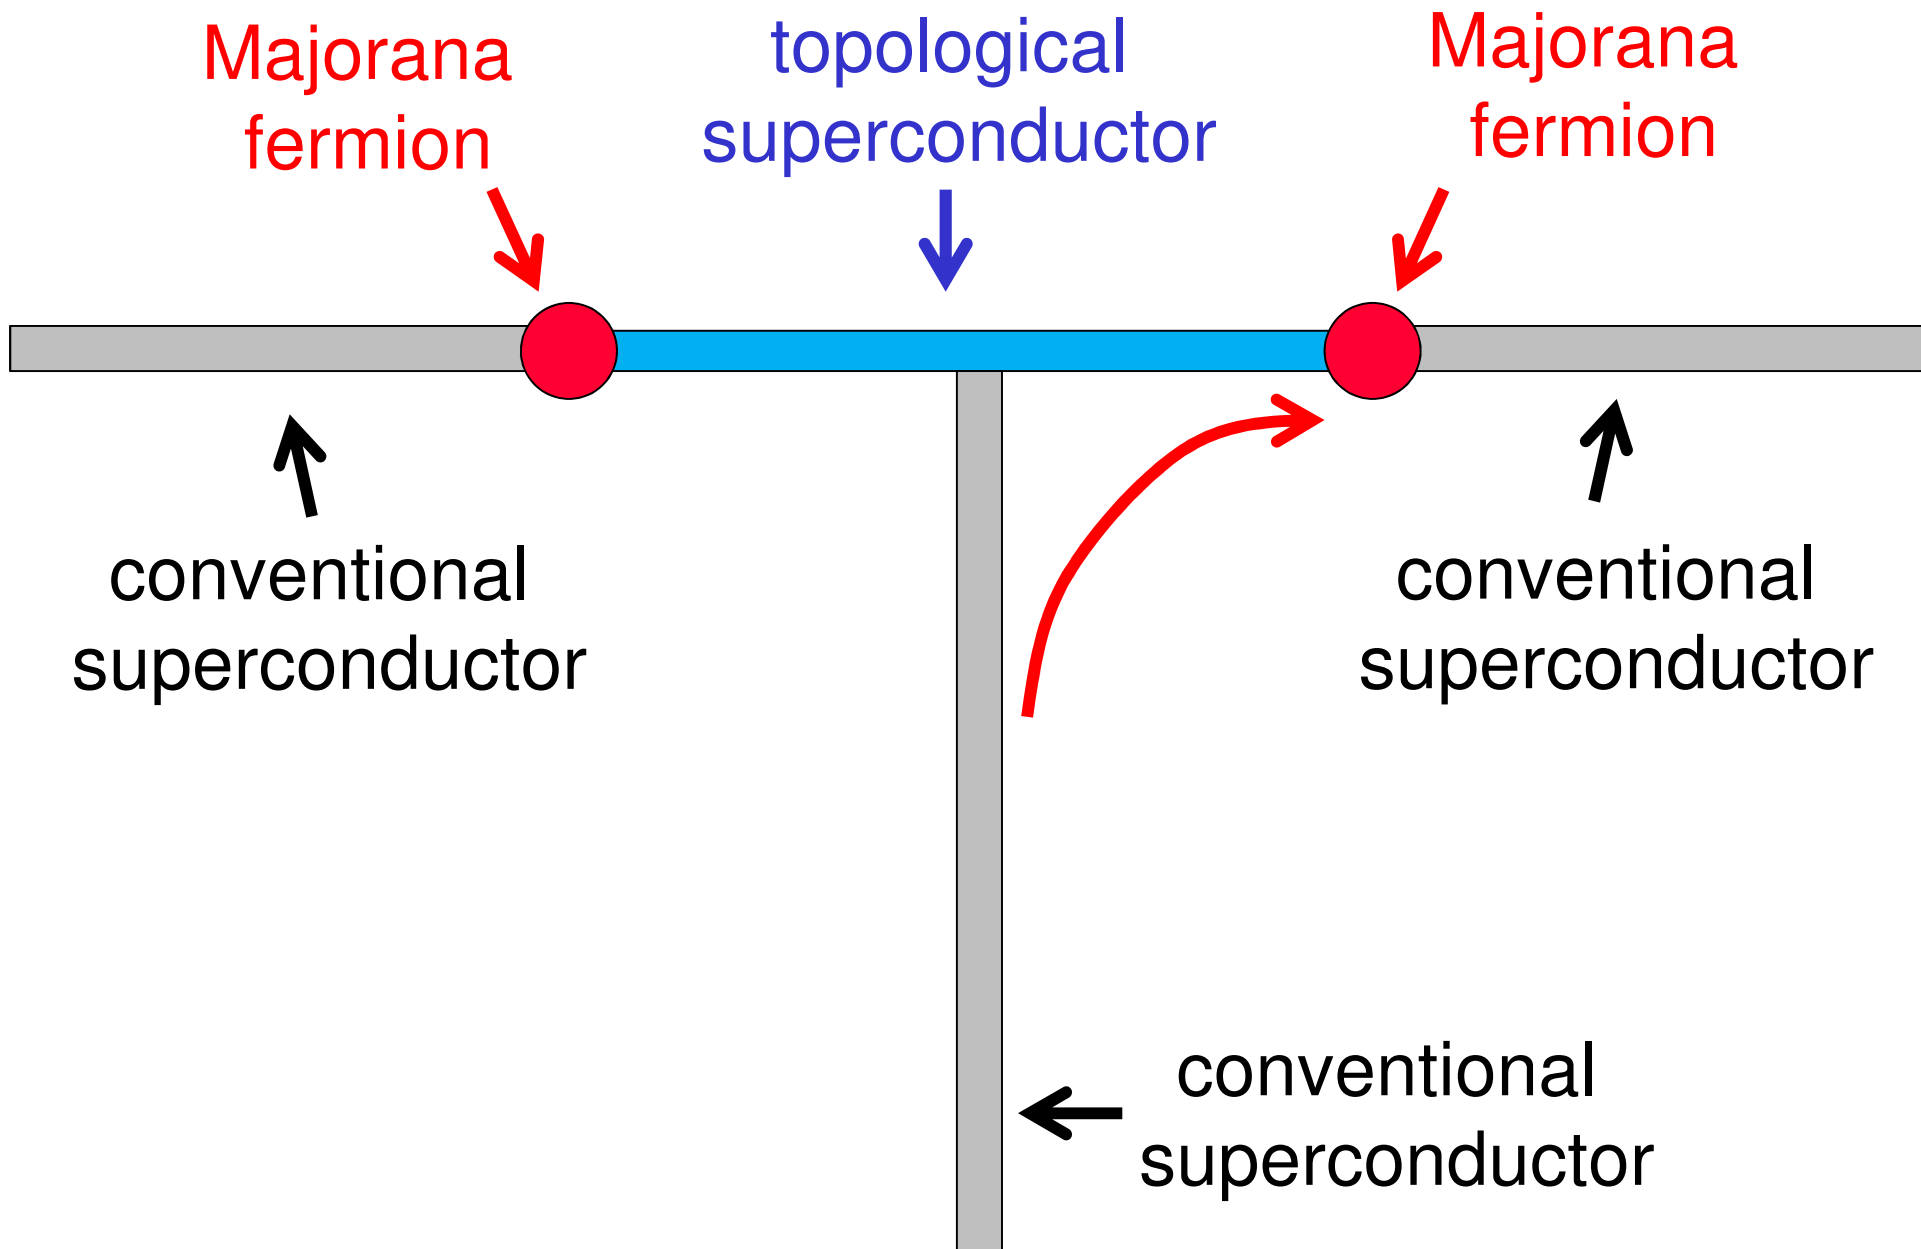 Majorana
fermion
topological
superconductor
Majorana
fermion
conventional
superconductor
conventional
superconductor
conventional
superconductor